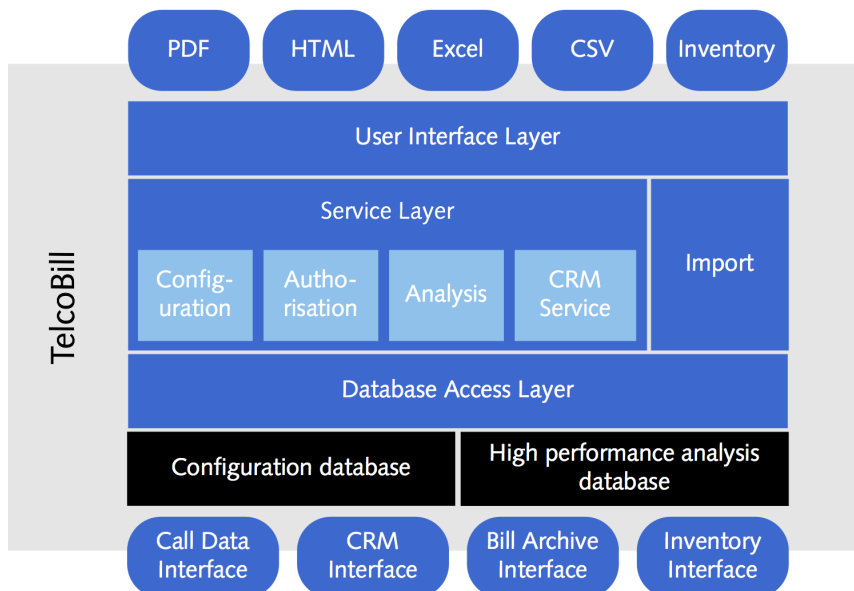 PDF
HTML
Excel
CSV
Inventory
User Interface Layer
Service Layer
Config-
uration
Autho-
risation
Analysis
CRM
Service
Import
TelcoBill
Database Access Layer
Configuration database
High performance analysis
database
Call Data
Interface
CRM
Interface
Bill Archive
Interface
Inventory
Interface